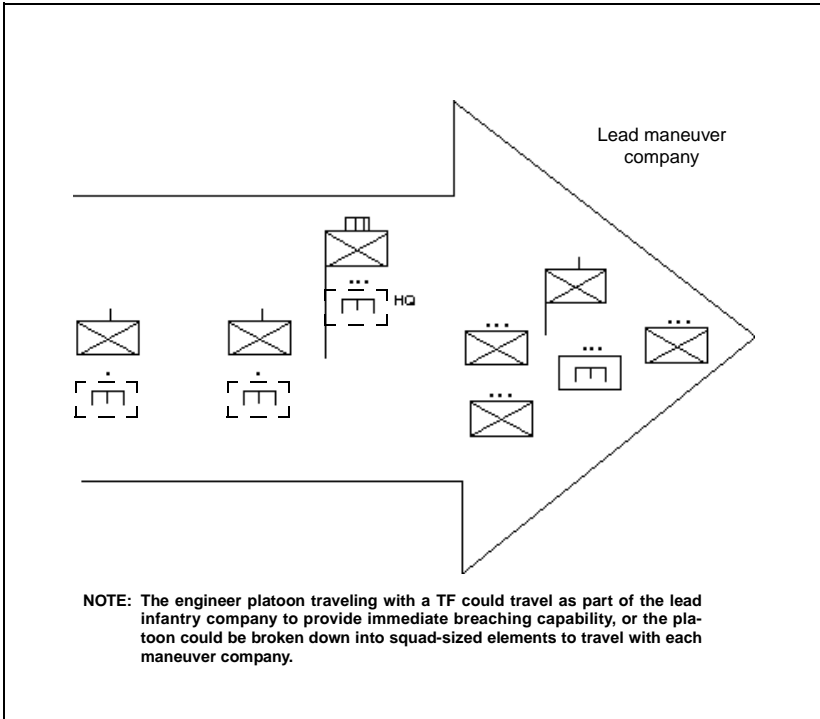 Lead maneuver
company
HQ
NOTE: The engineer platoon traveling with a TF could travel as part of the lead
infantry company to provide immediate breaching capability, or the pla-
toon could be broken down into squad-sized elements to travel with each
maneuver company.